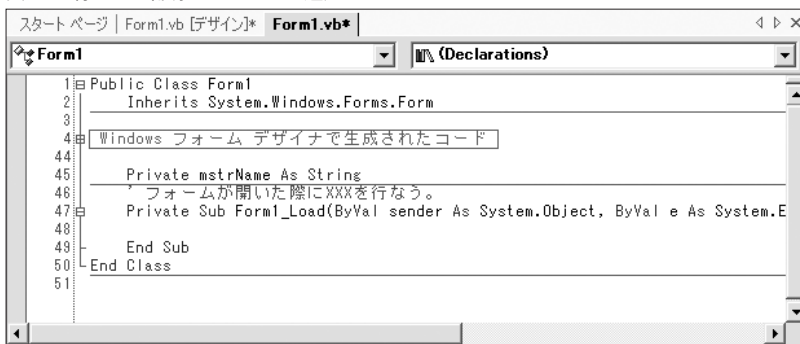 スタート ページ | Form1.vb [デザイン]* Form1.vb*
Form1 (Declarations)
1 Public Class Form1
2 Inherits System.Windows.Forms.Form
3
4 Windows フォーム デザイナで生成されたコード
44
45 Private mstrName As String
46 ' フォームが開いた際にXXXを行なう。
47 Private Sub Form1_Load(ByVal sender As System.Object, ByVal e As System.E
48
49 End Sub
50 End Class
51